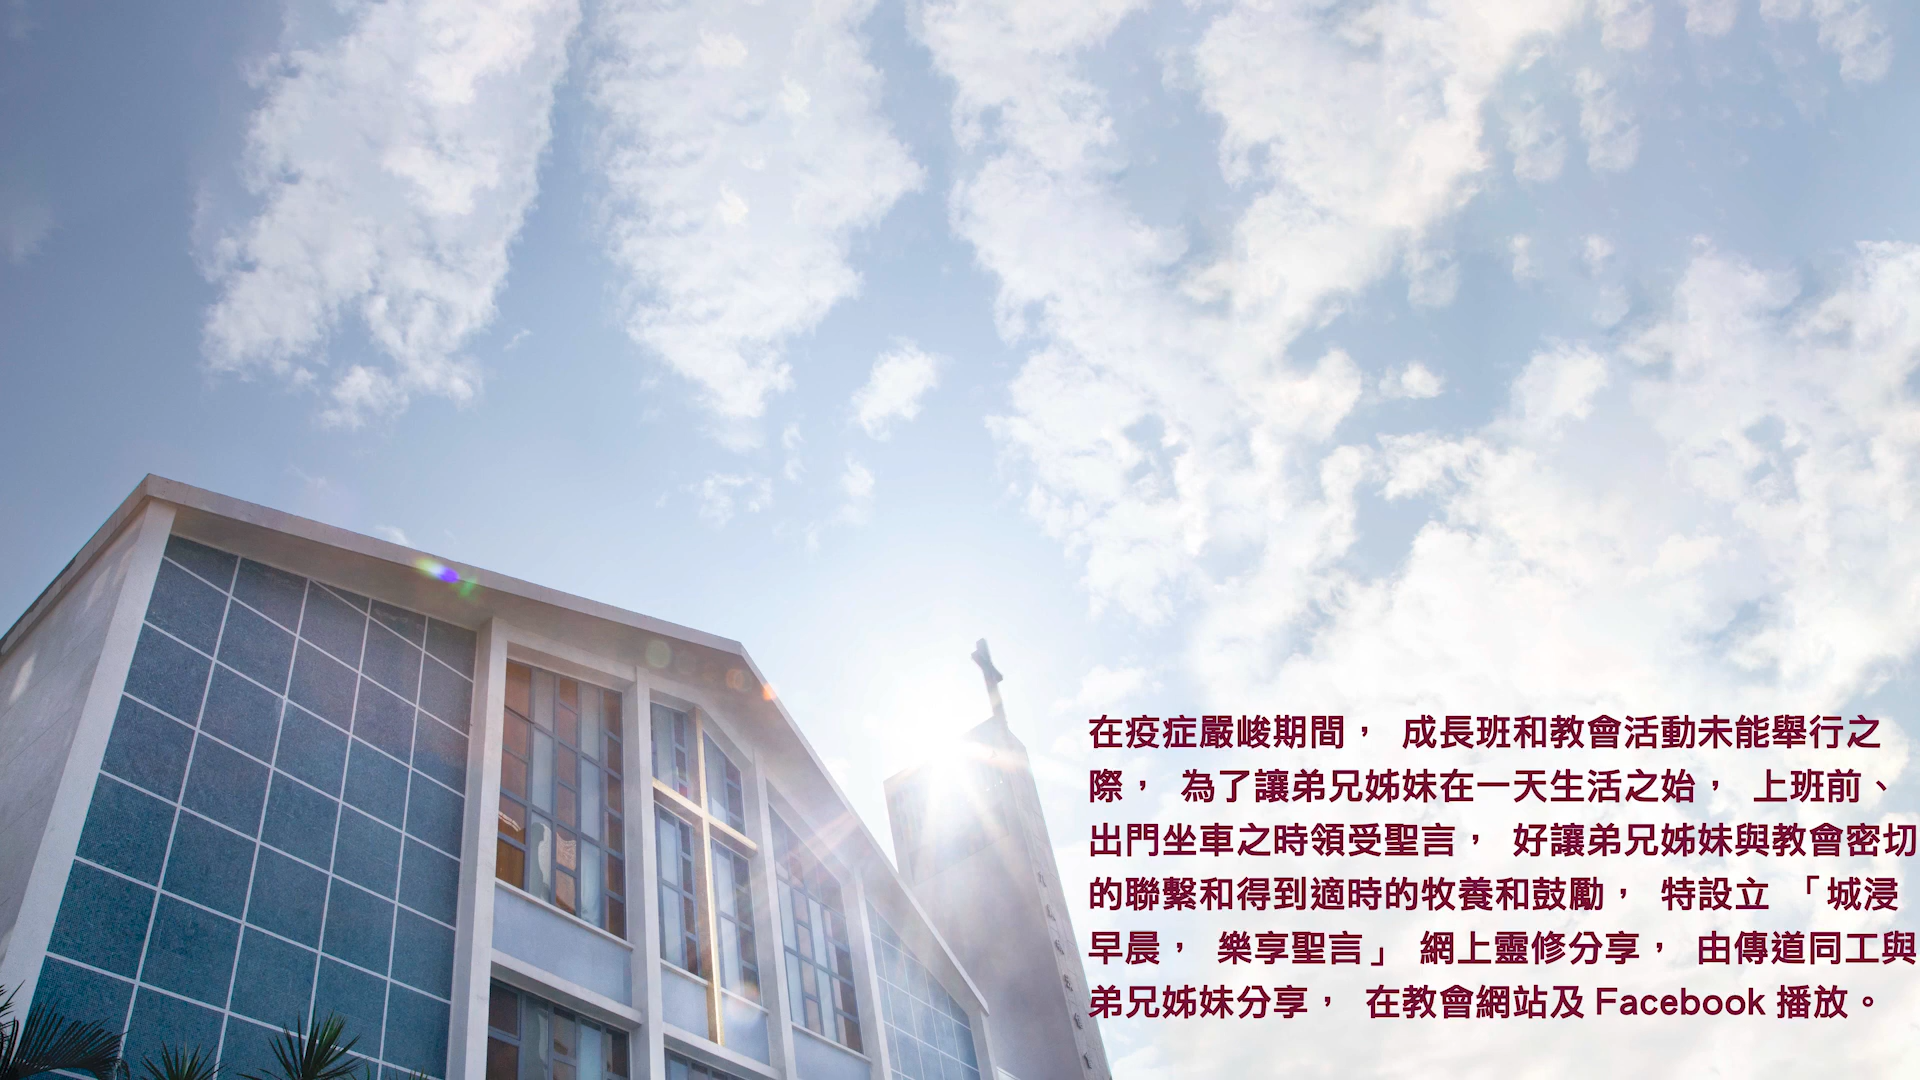 在疫症嚴峻期間， 成長班和教會活動未能舉行之
際， 為了讓弟兄姊妹在一天生活之始， 上班前、
出門坐車之時領受聖言， 好讓弟兄姊妹與教會密切
的聯繫和得到適時的牧養和鼓勵， 特設立 「城浸
早晨， 樂享聖言」 網上靈修分享， 由傳道同工與
弟兄姊妹分享， 在教會網站及 Facebook 播放。